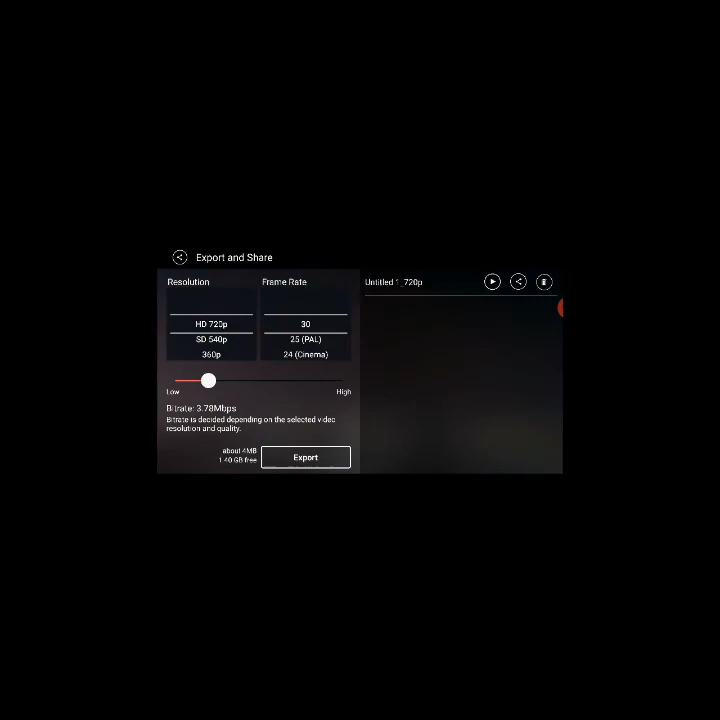 Export and Share
Resolution
Frame Rate
Untitled 1_720p
HD 720p
30
SD 540p
25 (PAL)
360p
24 (Cinema)
Low
High
Bitrate: 3.78Mbps
Bitrate is decided depending on the selected video
resolution and quality.
about 4MB
1.40 GB free
Export